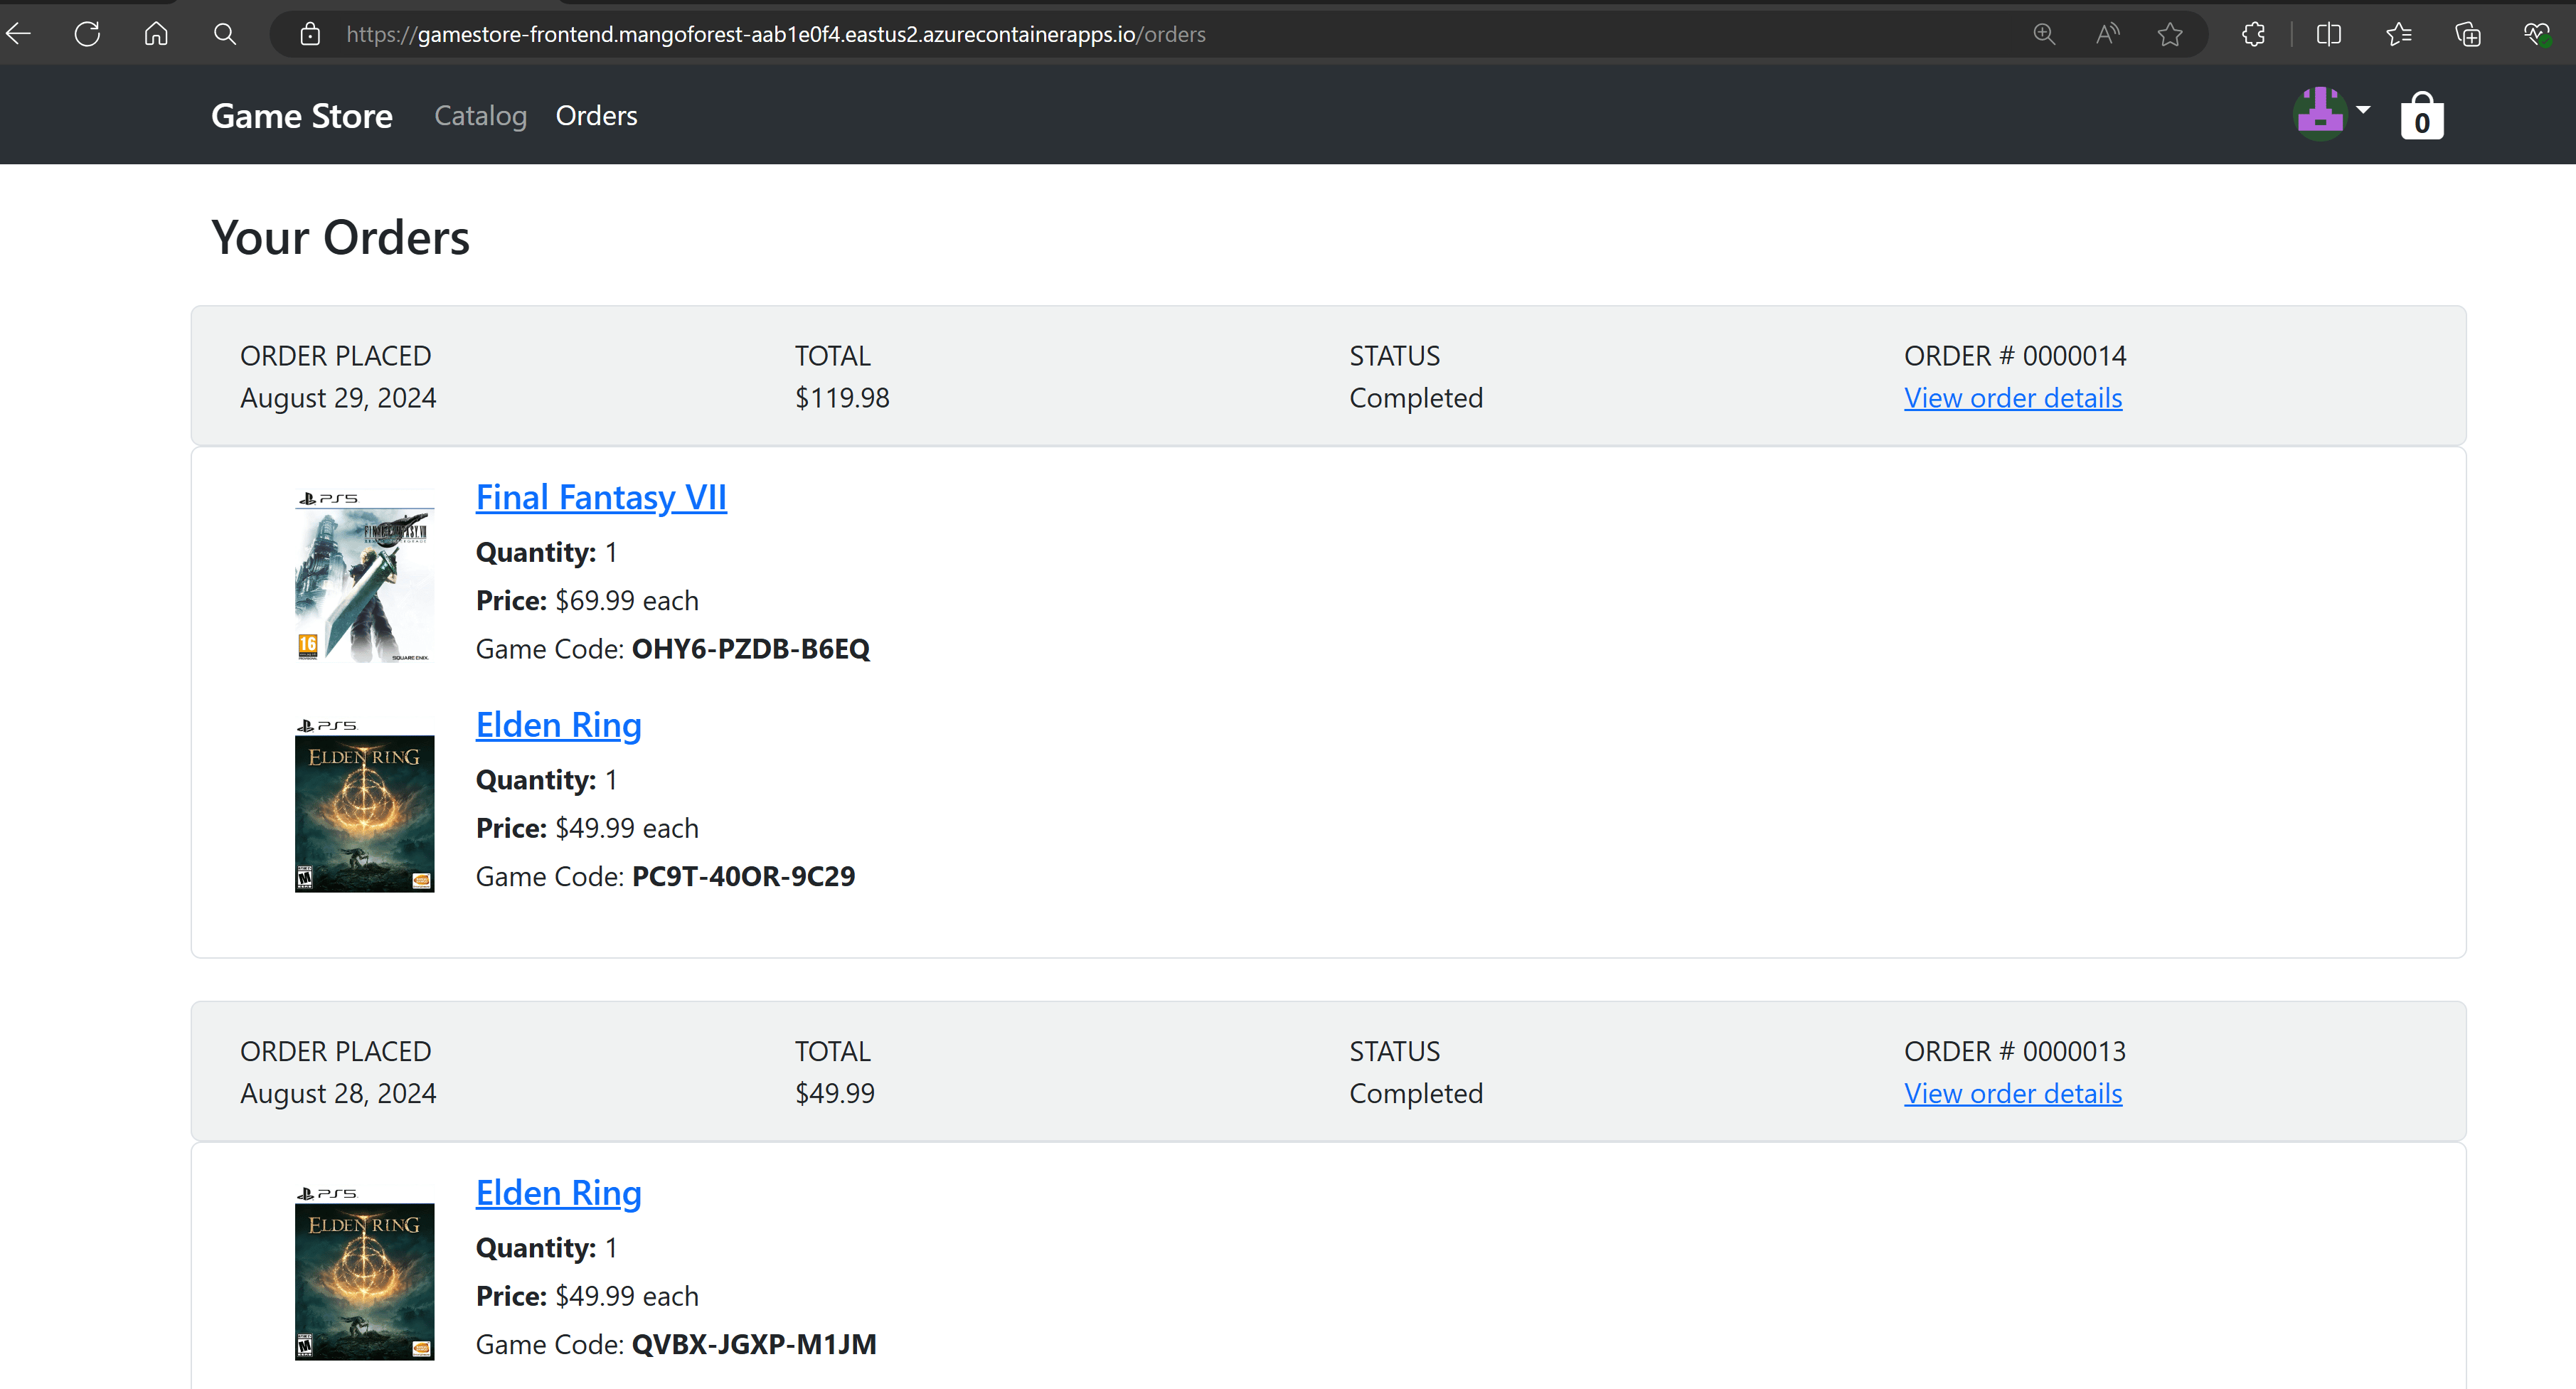 https://gamestore-frontend.mangoforest-aab1e0f4.eastus2.azurecontainerapps.io/orders
Game Store Catalog Orders 0
Your Orders
ORDER PLACED TOTAL STATUS ORDER # 0000014
August 29, 2024 $119.98 Completed View order details
PS5
FINAL FANTASY VII
16
SQUARE ENIX
Final Fantasy VII
Quantity: 1
Price: $69.99 each
Game Code: OHY6-PZDB-B6EQ
PS5
ELDEN RING
M
Elden Ring
Quantity: 1
Price: $49.99 each
Game Code: PC9T-40OR-9C29
ORDER PLACED TOTAL STATUS ORDER # 0000013
August 28, 2024 $49.99 Completed View order details
PS5
ELDEN RING
M
Elden Ring
Quantity: 1
Price: $49.99 each
Game Code: QVBX-JGXP-M1JM